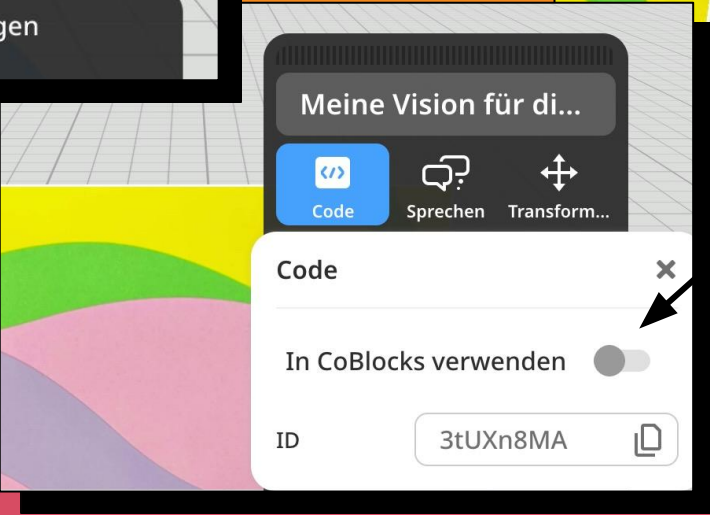 gen
Meine Vision für di...
Code
Sprechen
Transform...
Code
In CoBlocks verwenden
ID
3tUXn8MA